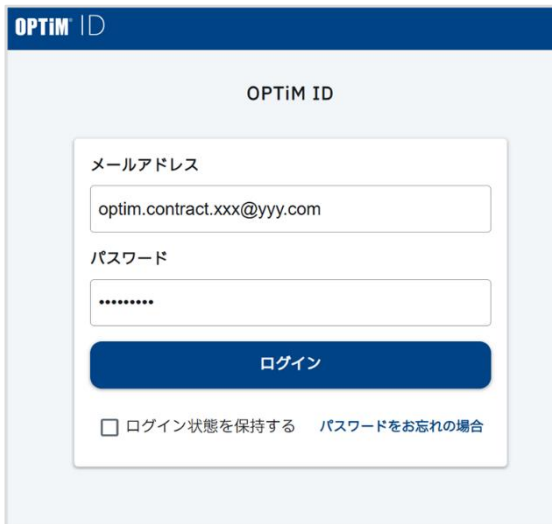 OPTiM ID
OPTiM ID
メールアドレス
optim.contract.xxx@yyy.com
パスワード
•••••••••
ログイン
ログイン状態を保持する パスワードをお忘れの場合